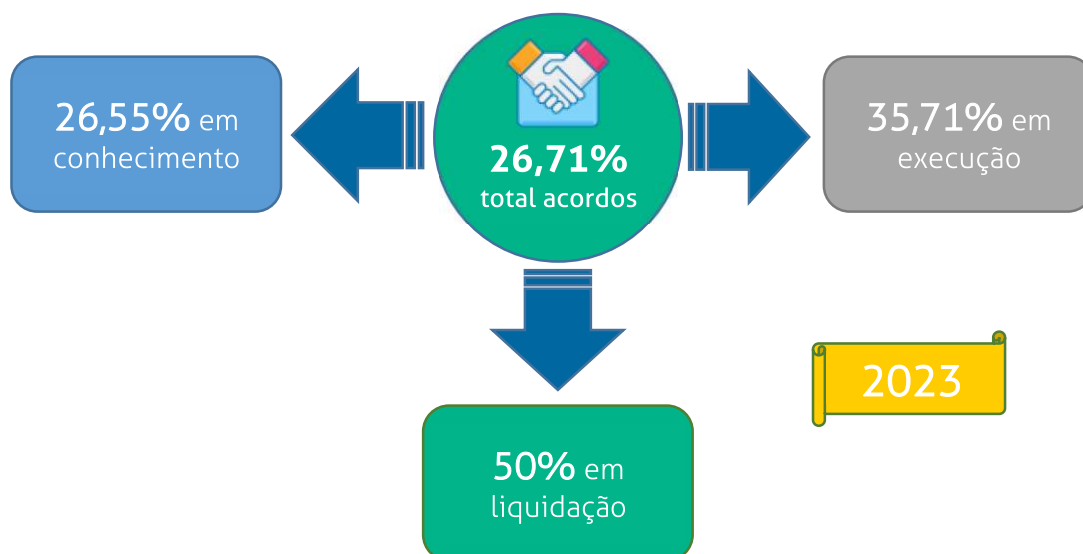 26,71%
total acordos
26,55% em
conhecimento
35,71% em
execução
50% em
liquidação
2023